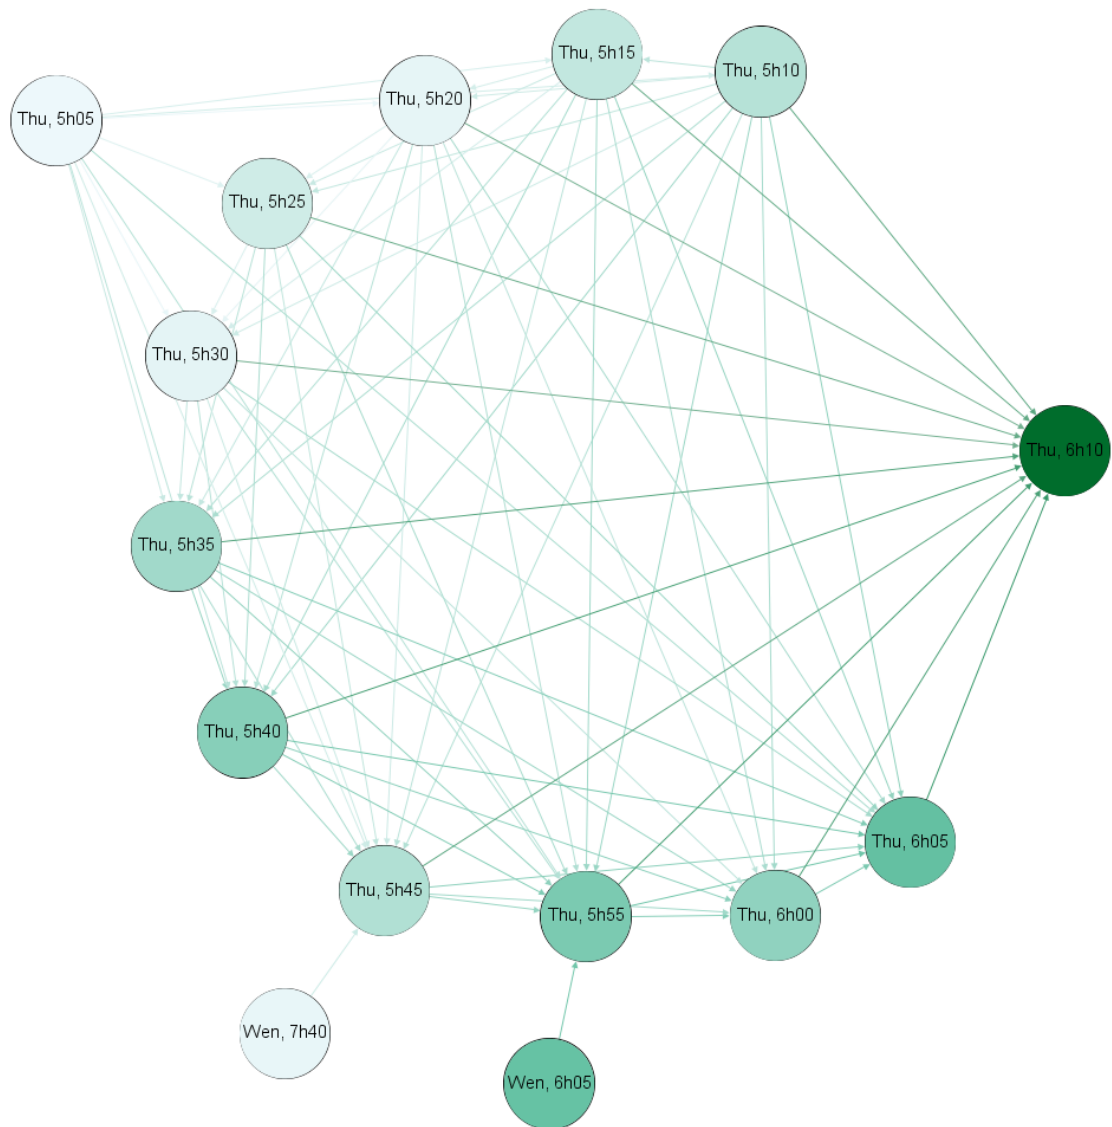 Thu, 5h15
Thu, 5h10
Thu, 5h20
Thu, 5h05
Thu, 5h25
Thu, 5h30
Thu, 6h10
Thu, 5h35
Thu, 5h40
Thu, 6h05
Thu, 5h45
Thu, 5h55
Thu, 6h00
Wen, 7h40
Wen, 6h05